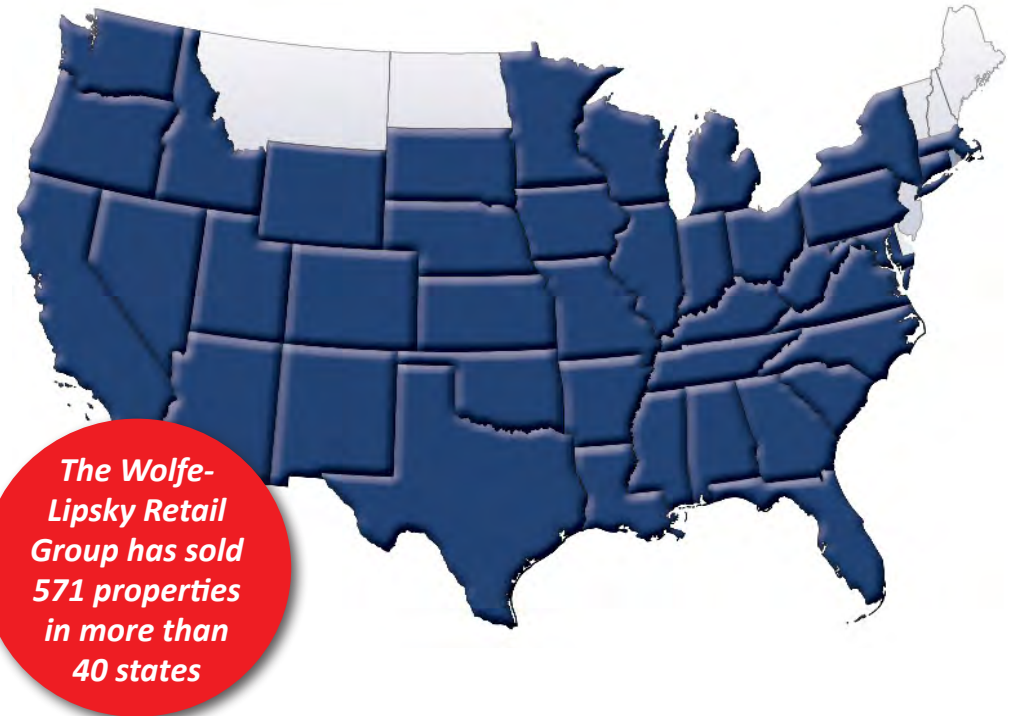 The Wolfe-
Lipsky Retail
Group has sold
571 properties
in more than
40 states